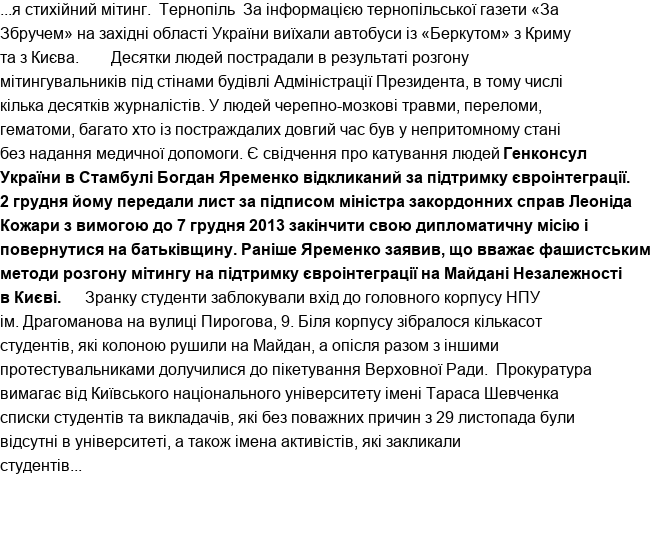 ...я стихійний мітинг.  Тернопіль  За інформацією тернопільської газети «За
Збручем» на західні області України виїхали автобуси із «Беркутом» з Криму
та з Києва.       Десятки людей пострадали в результаті розгону
мітингувальників під стінами будівлі Адміністрації Президента, в тому числі
кілька десятків журналістів. У людей черепно-мозкові травми, переломи,
гематоми, багато хто із постраждалих довгий час був у непритомному стані
без надання медичної допомоги. Є свідчення про катування людей Генконсул
України в Стамбулі Богдан Яременко відкликаний за підтримку євроінтеграції.
2 грудня йому передали лист за підписом міністра закордонних справ Леоніда
Кожари з вимогою до 7 грудня 2013 закінчити свою дипломатичну місію і
повернутися на батьківщину. Раніше Яременко заявив, що вважає фашистським
методи розгону мітингу на підтримку євроінтеграції на Майдані Незалежності
в Києві.      Зранку студенти заблокували вхід до головного корпусу НПУ
ім. Драгоманова на вулиці Пирогова, 9. Біля корпусу зібралося кількасот
студентів, які колоною рушили на Майдан, а опісля разом з іншими
протестувальниками долучилися до пікетування Верховної Ради.  Прокуратура
вимагає від Київського національного університету імені Тараса Шевченка
списки студентів та викладачів, які без поважних причин з 29 листопада були
відсутні в університеті, а також імена активістів, які закликали
студентів...